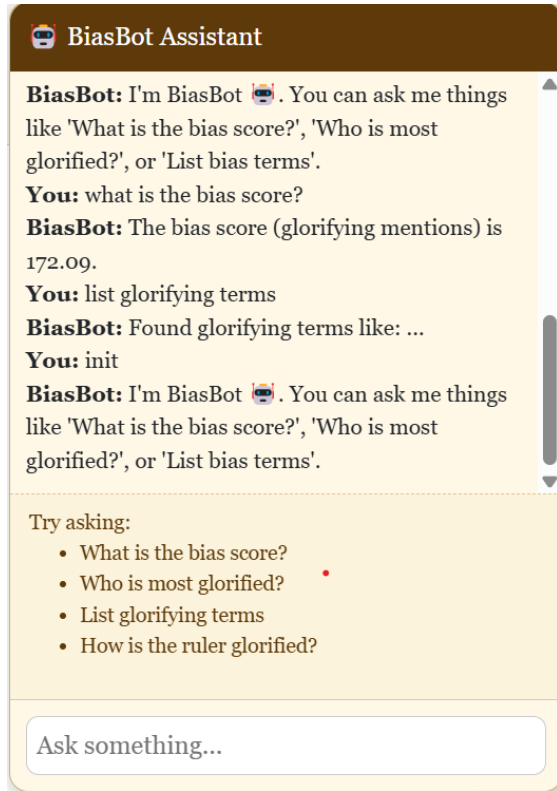 BiasBot Assistant
BiasBot: I'm BiasBot 🤖. You can ask me things
like 'What is the bias score?', 'Who is most
glorified?', or 'List bias terms'.
You: what is the bias score?
BiasBot: The bias score (glorifying mentions) is
172.09.
You: list glorifying terms
BiasBot: Found glorifying terms like: ...
You: init
BiasBot: I'm BiasBot 🤖. You can ask me things
like 'What is the bias score?', 'Who is most
glorified?', or 'List bias terms'.
Try asking:
• What is the bias score?
• Who is most glorified?
• List glorifying terms
• How is the ruler glorified?
Ask something...